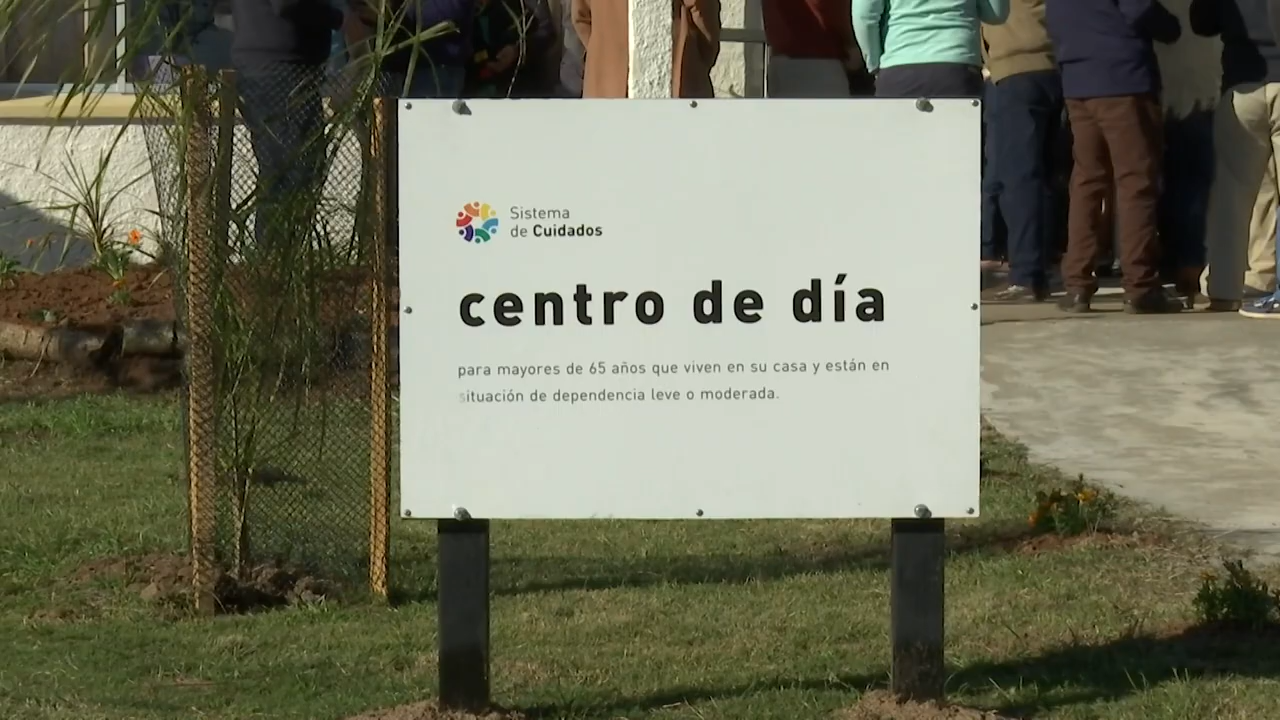 Sistema
de Cuidados
centro de día
para mayores de 65 años que viven en su casa y están en
situación de dependencia leve o moderada.